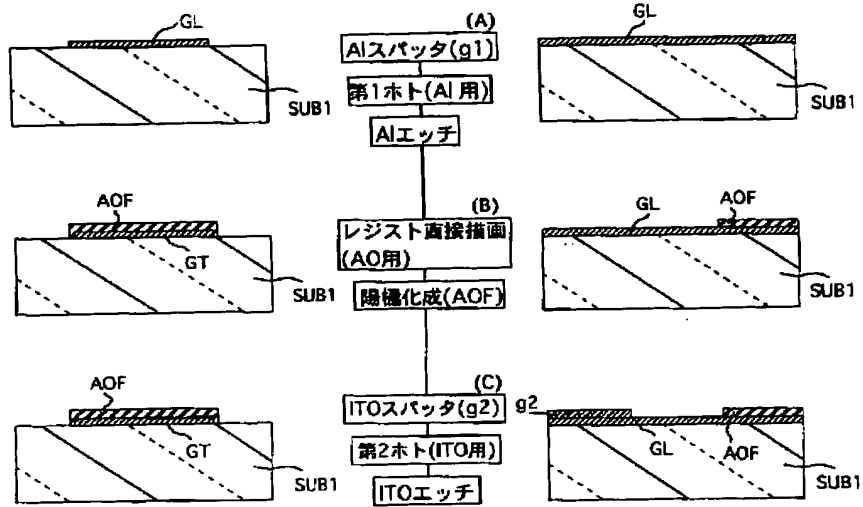 GL
SUB1
(A)
Alスパッタ(g1)
第1ホト(Al用)
Alエッチ
GL
SUB1
AOF
GT
SUB1
(B)
レジスト直接描画
(AO用)
陽極化成(AOF)
GL
AOF
SUB1
AOF
GT
SUB1
(C)
ITOスパッタ(g2)
第2ホト(ITO用)
ITOエッチ
g2
GL
AOF
SUB1